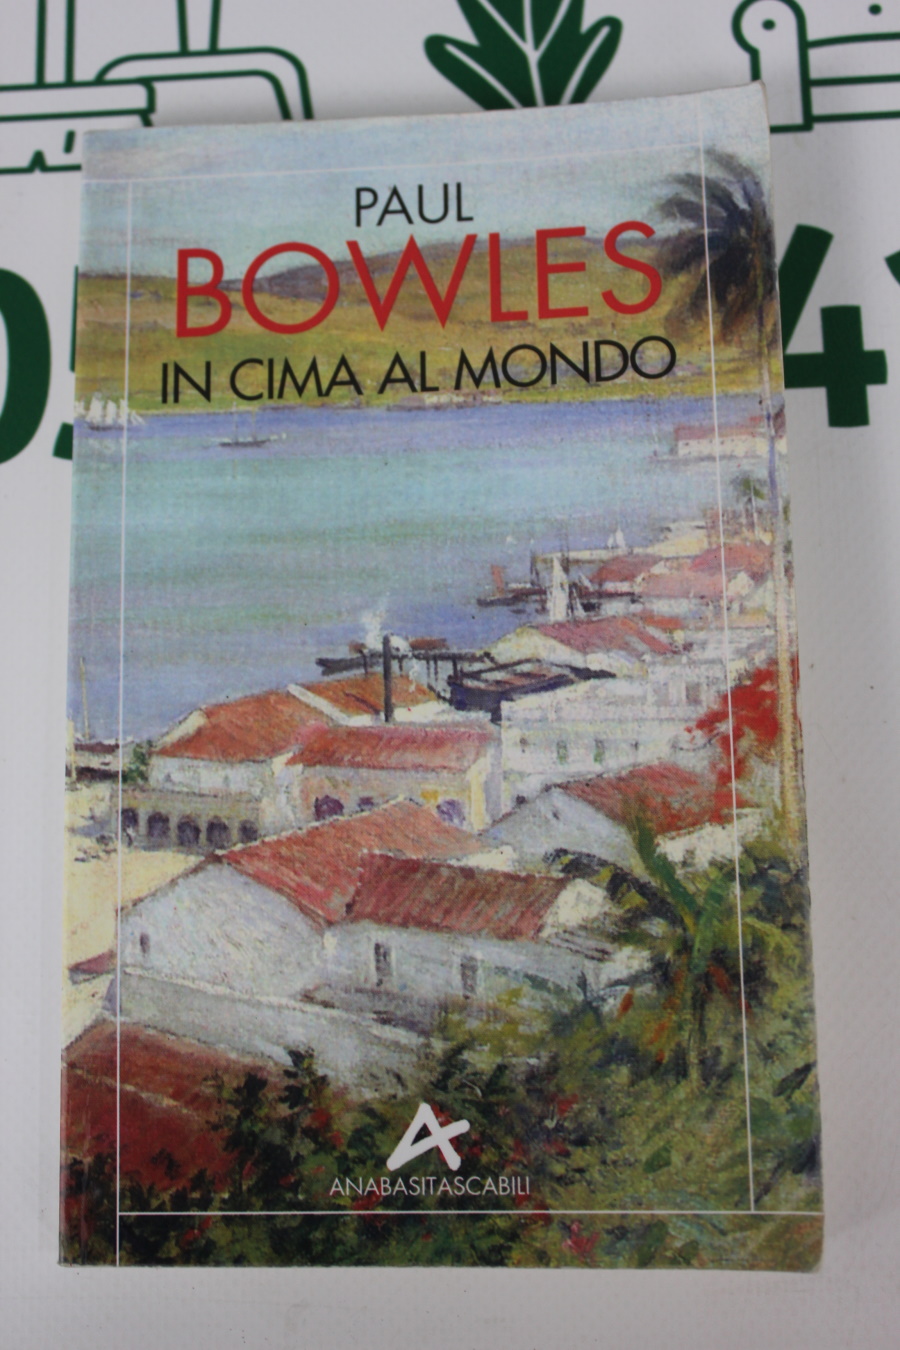 PAUL
BOWLES
IN CIMA AL MONDO
ANABASITASCABILI